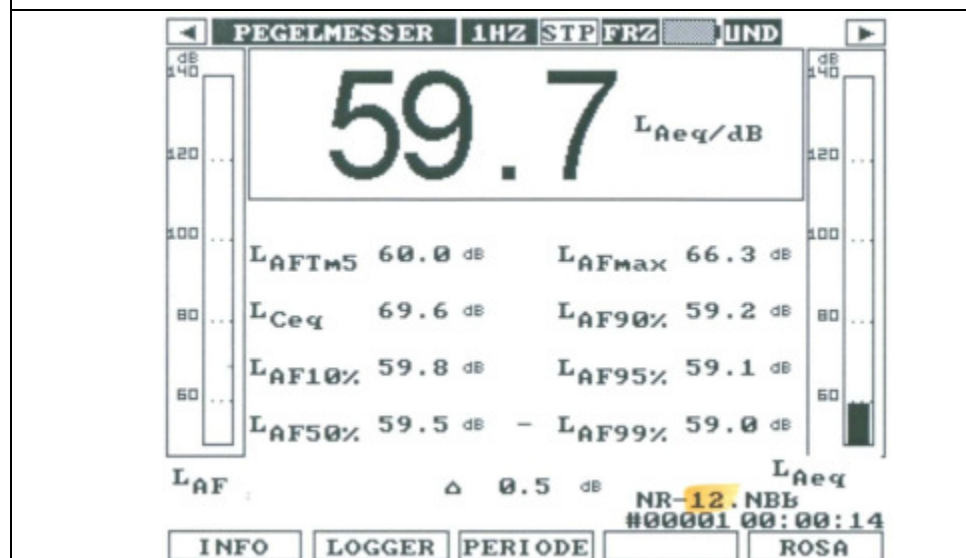 ◄ PEGELMESSER 1HZ STP FRZ UND ►
dB
140
120
100
80
60
59.7 LAeq/dB
dB
140
120
100
80
60
LAFTm5 60.0 dB LAFmax 66.3 dB
LCeq 69.6 dB LAF90% 59.2 dB
LAF10% 59.8 dB LAF95% 59.1 dB
LAF50% 59.5 dB - LAF99% 59.0 dB
LAF Δ 0.5 dB LAeq
NR-12.NBR
#00001 00:00:14
INFO LOGGER PERIODE ROSA